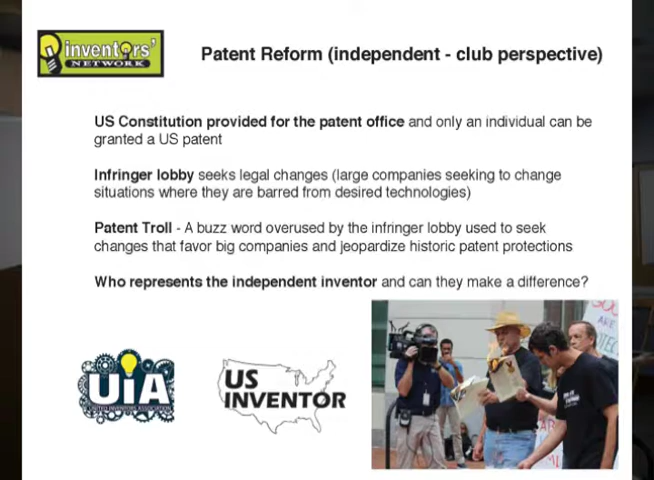 inventors'
NETWORK
Patent Reform (independent - club perspective)
US Constitution provided for the patent office and only an individual can be
granted a US patent
Infringer lobby seeks legal changes (large companies seeking to change
situations where they are barred from desired technologies)
Patent Troll - A buzz word overused by the infringer lobby used to seek
changes that favor big companies and jeopardize historic patent protections
Who represents the independent inventor and can they make a difference?
UIA
UNITED INVENTORS ASSOCIATION
US
INVENTOR
ARE